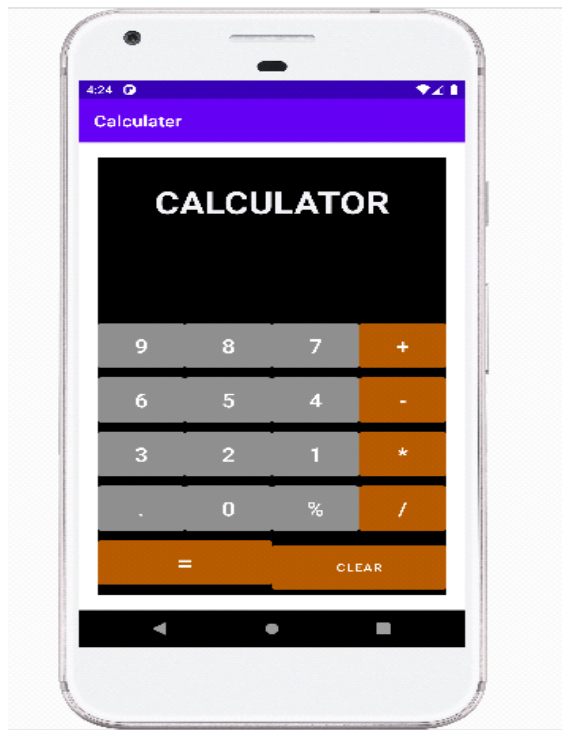 4:24
Calculater
CALCULATOR
9 8 7 +
6 5 4 -
3 2 1 *
. 0 % /
= CLEAR